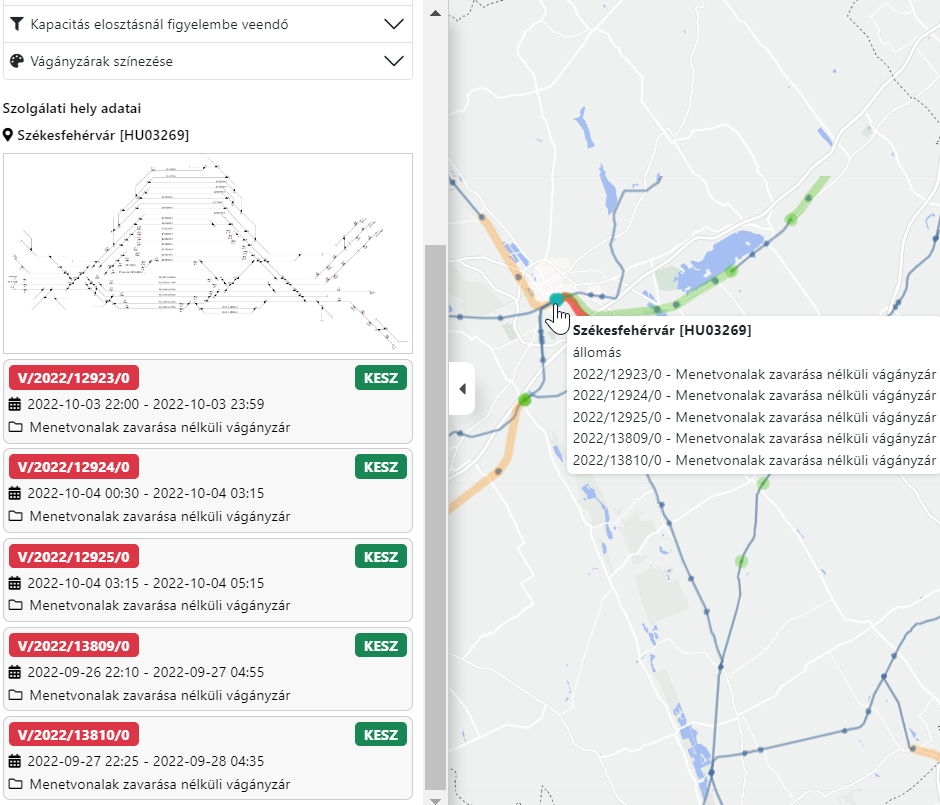 Kapacitás elosztásnál figyelembe veendő
Vágányzárak színezése
Szolgálati hely adatai
Székesfehérvár [HU03269]
V/2022/12923/0 KESZ
2022-10-03 22:00 - 2022-10-03 23:59
Menetvonalak zavarása nélküli vágányzár
V/2022/12924/0 KESZ
2022-10-04 00:30 - 2022-10-04 03:15
Menetvonalak zavarása nélküli vágányzár
V/2022/12925/0 KESZ
2022-10-04 03:15 - 2022-10-04 05:15
Menetvonalak zavarása nélküli vágányzár
V/2022/13809/0 KESZ
2022-09-26 22:10 - 2022-09-27 04:55
Menetvonalak zavarása nélküli vágányzár
V/2022/13810/0 KESZ
2022-09-27 22:25 - 2022-09-28 04:35
Menetvonalak zavarása nélküli vágányzár
Székesfehérvár [HU03269]
állomás
2022/12923/0 - Menetvonalak zavarása nélküli vágányzár
2022/12924/0 - Menetvonalak zavarása nélküli vágányzár
2022/12925/0 - Menetvonalak zavarása nélküli vágányzár
2022/13809/0 - Menetvonalak zavarása nélküli vágányzár
2022/13810/0 - Menetvonalak zavarása nélküli vágányzár